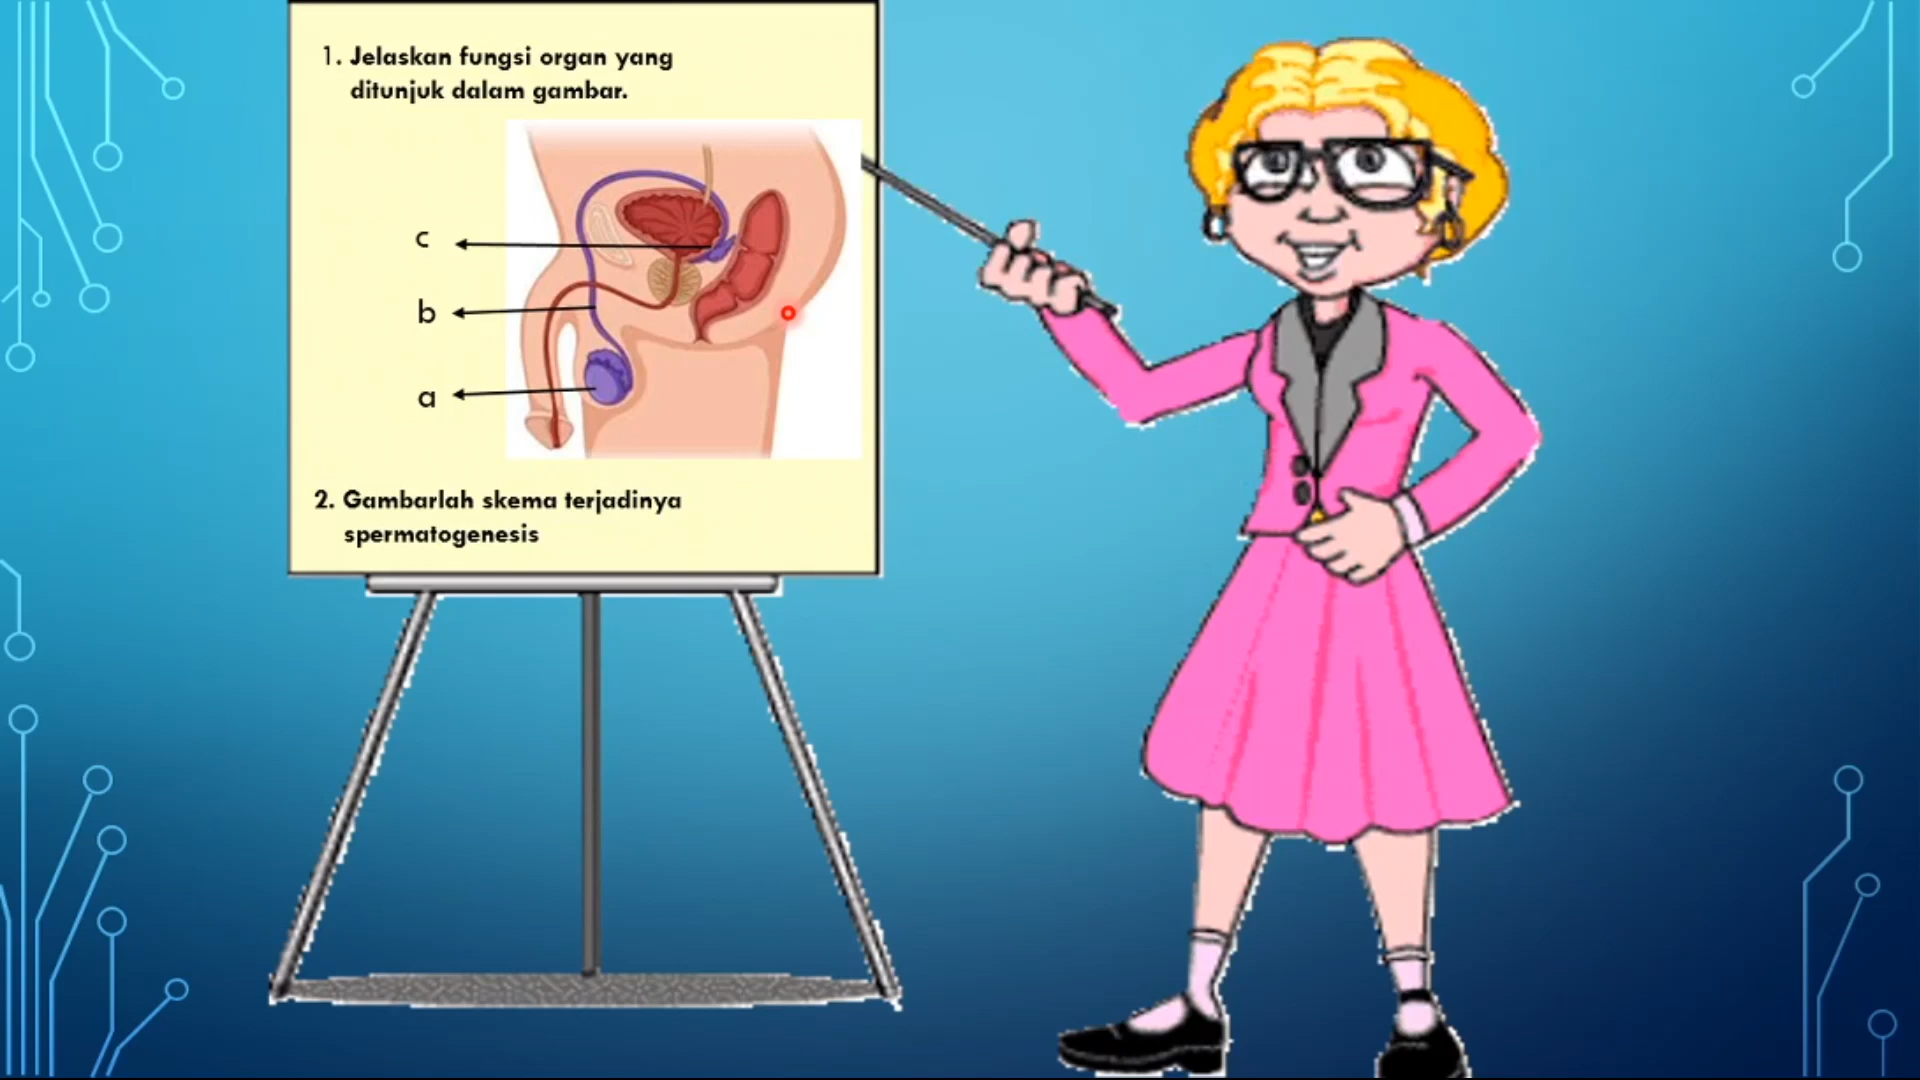 1. Jelaskan fungsi organ yang
ditunjuk dalam gambar.
c
b
a
2. Gambarlah skema terjadinya
spermatogenesis